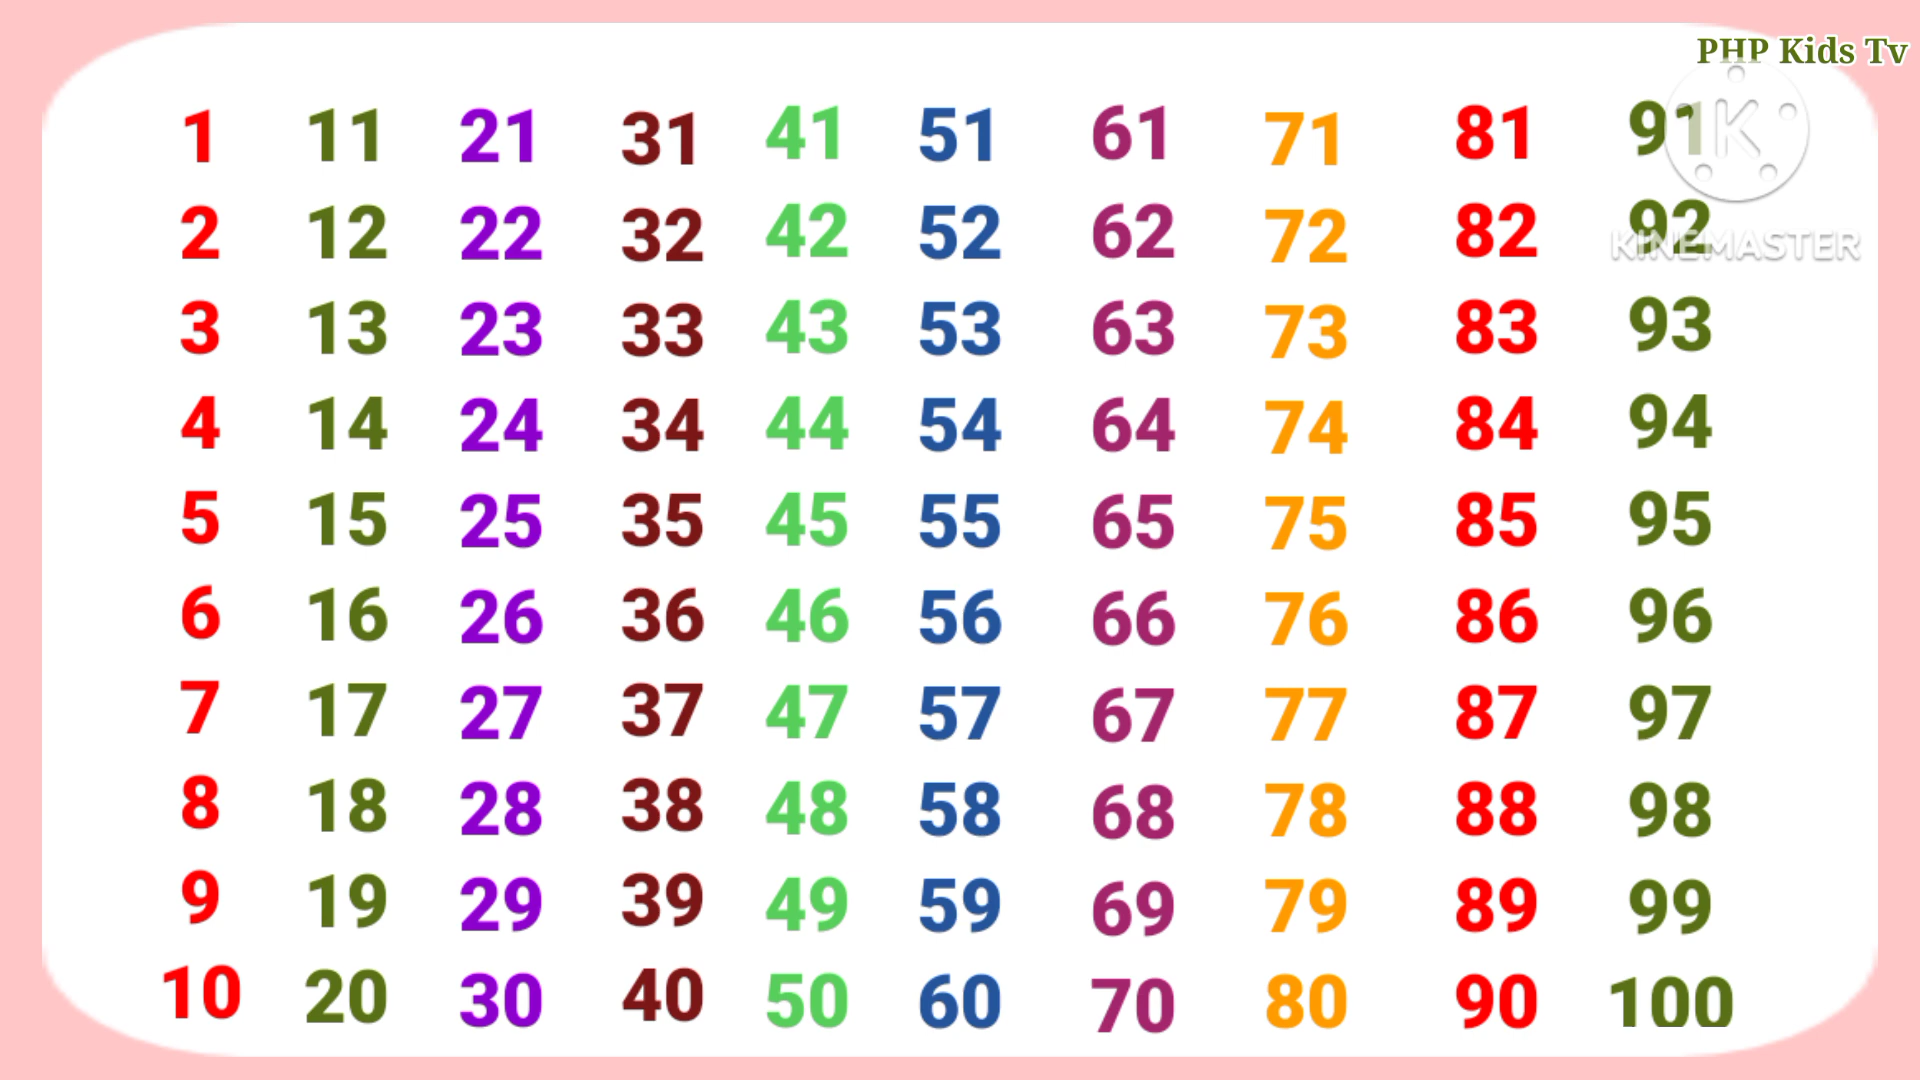 PHP Kids Tv
1 11 21 31 41 51 61 71 81 91
2 12 22 32 42 52 62 72 82 92
KINEMASTER
3 13 23 33 43 53 63 73 83 93
4 14 24 34 44 54 64 74 84 94
5 15 25 35 45 55 65 75 85 95
6 16 26 36 46 56 66 76 86 96
7 17 27 37 47 57 67 77 87 97
8 18 28 38 48 58 68 78 88 98
9 19 29 39 49 59 69 79 89 99
10 20 30 40 50 60 70 80 90 100